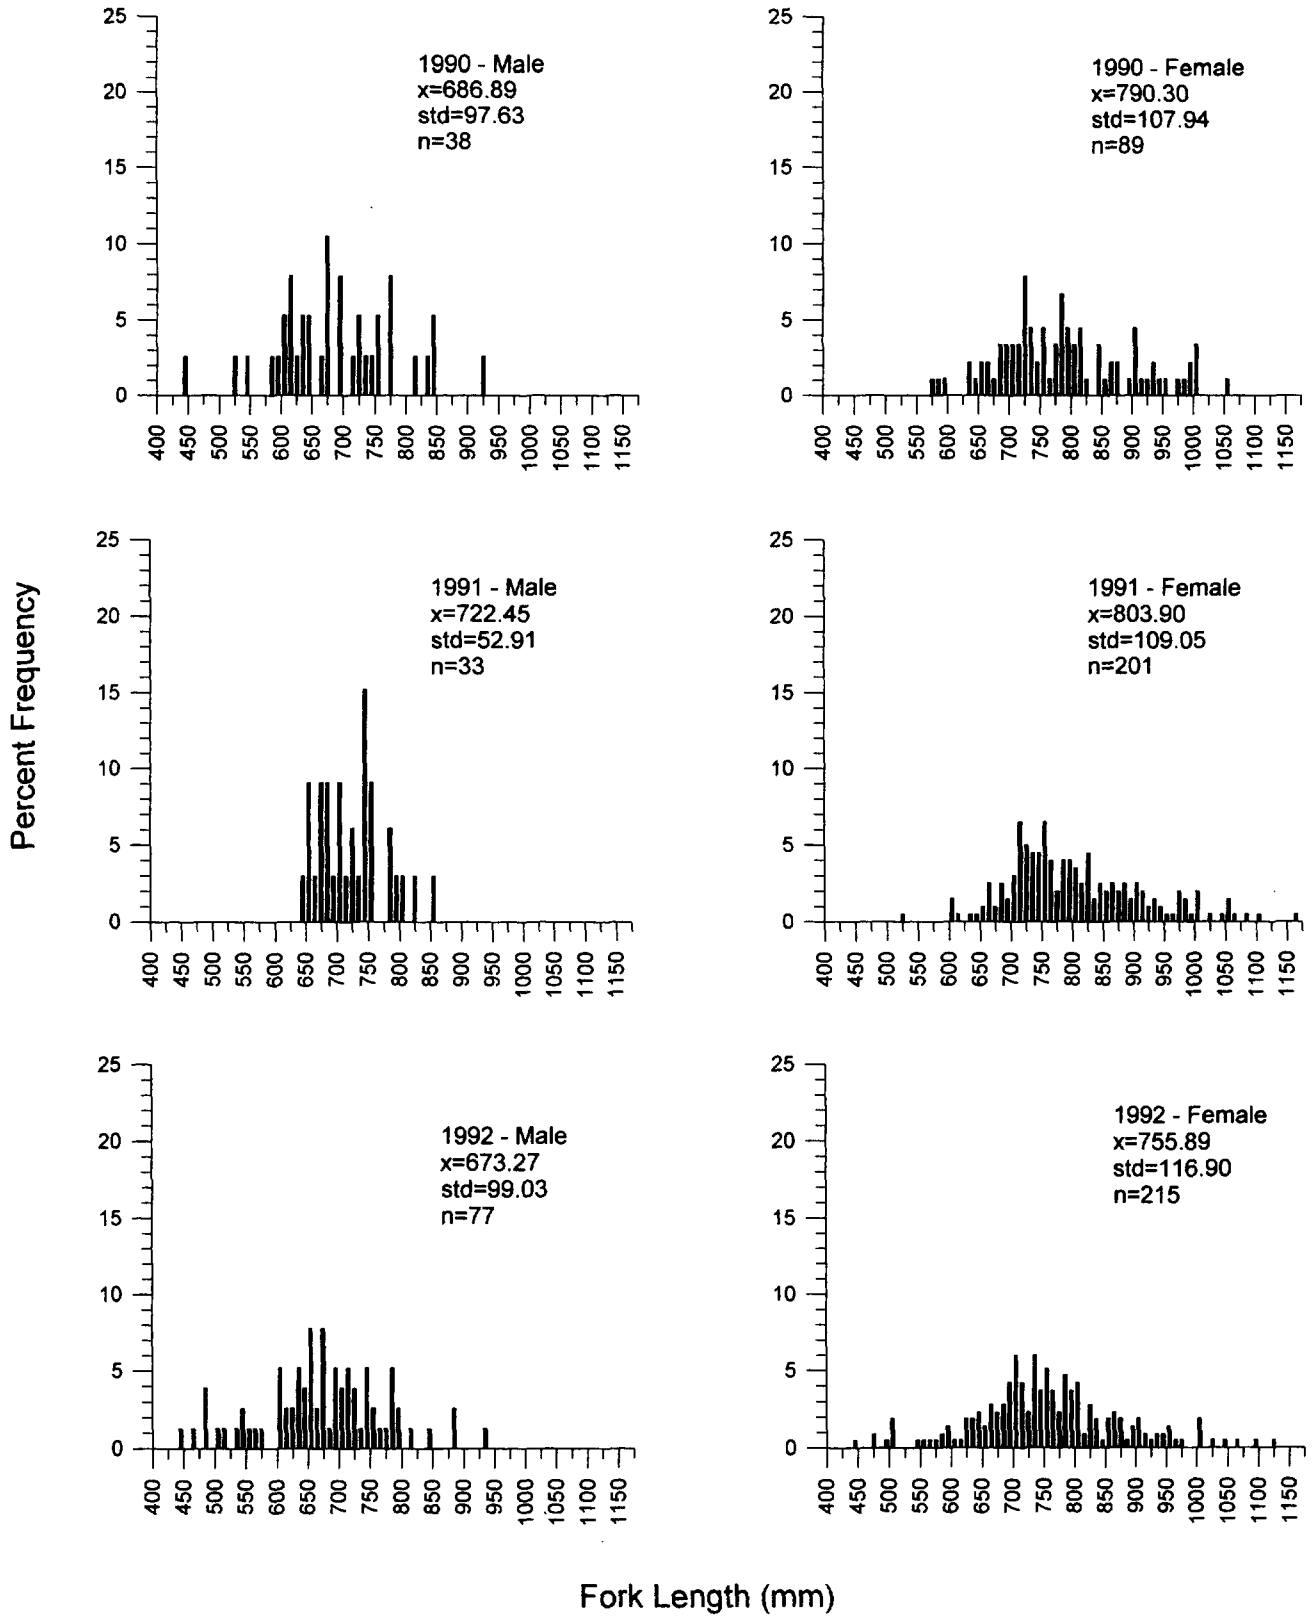 25
20
15
10
5
0
1990 - Male
x=686.89
std=97.63
n=38
400 450 500 550 600 650 700 750 800 850 900 950 1000 1050 1100 1150
25
20
15
10
5
0
1990 - Female
x=790.30
std=107.94
n=89
400 450 500 550 600 650 700 750 800 850 900 950 1000 1050 1100 1150
Percent Frequency
25
20
15
10
5
0
1991 - Male
x=722.45
std=52.91
n=33
400 450 500 550 600 650 700 750 800 850 900 950 1000 1050 1100 1150
25
20
15
10
5
0
1991 - Female
x=803.90
std=109.05
n=201
400 450 500 550 600 650 700 750 800 850 900 950 1000 1050 1100 1150
25
20
15
10
5
0
1992 - Male
x=673.27
std=99.03
n=77
400 450 500 550 600 650 700 750 800 850 900 950 1000 1050 1100 1150
25
20
15
10
5
0
1992 - Female
x=755.89
std=116.90
n=215
400 450 500 550 600 650 700 750 800 850 900 950 1000 1050 1100 1150
Fork Length (mm)